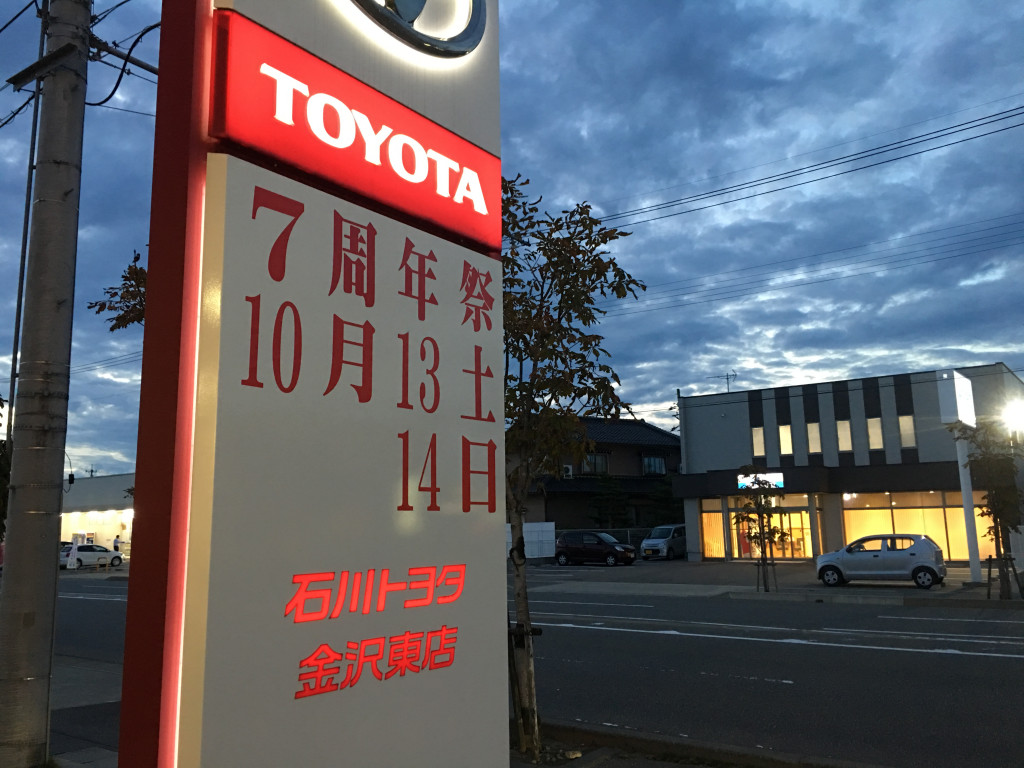 TOYOTA
7周年祭
10月13土
14日
石川トヨタ
金沢東店